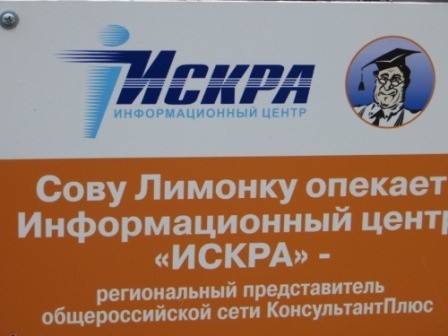 ИСКРА
ИНФОРМАЦИОННЫЙ ЦЕНТР
Сову Лимонку опекает
Информационный центр
«ИСКРА» -
региональный представитель
общероссийской сети КонсультантПлюс